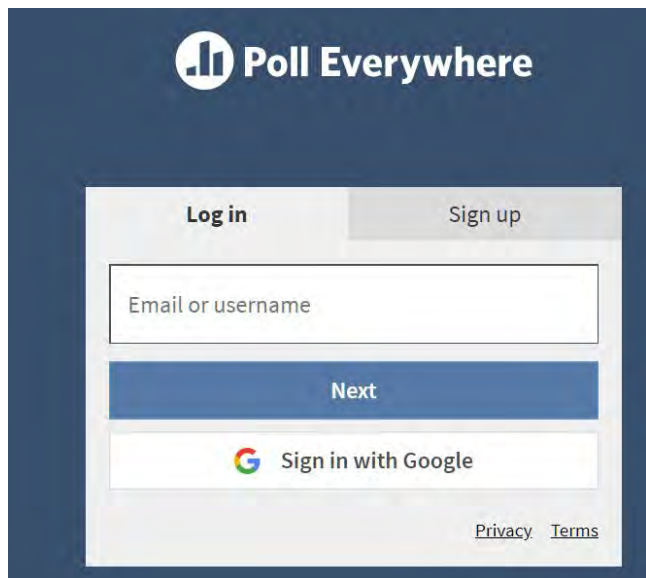 Poll Everywhere
Log in Sign up
Email or username
Next
Sign in with Google
Privacy Terms